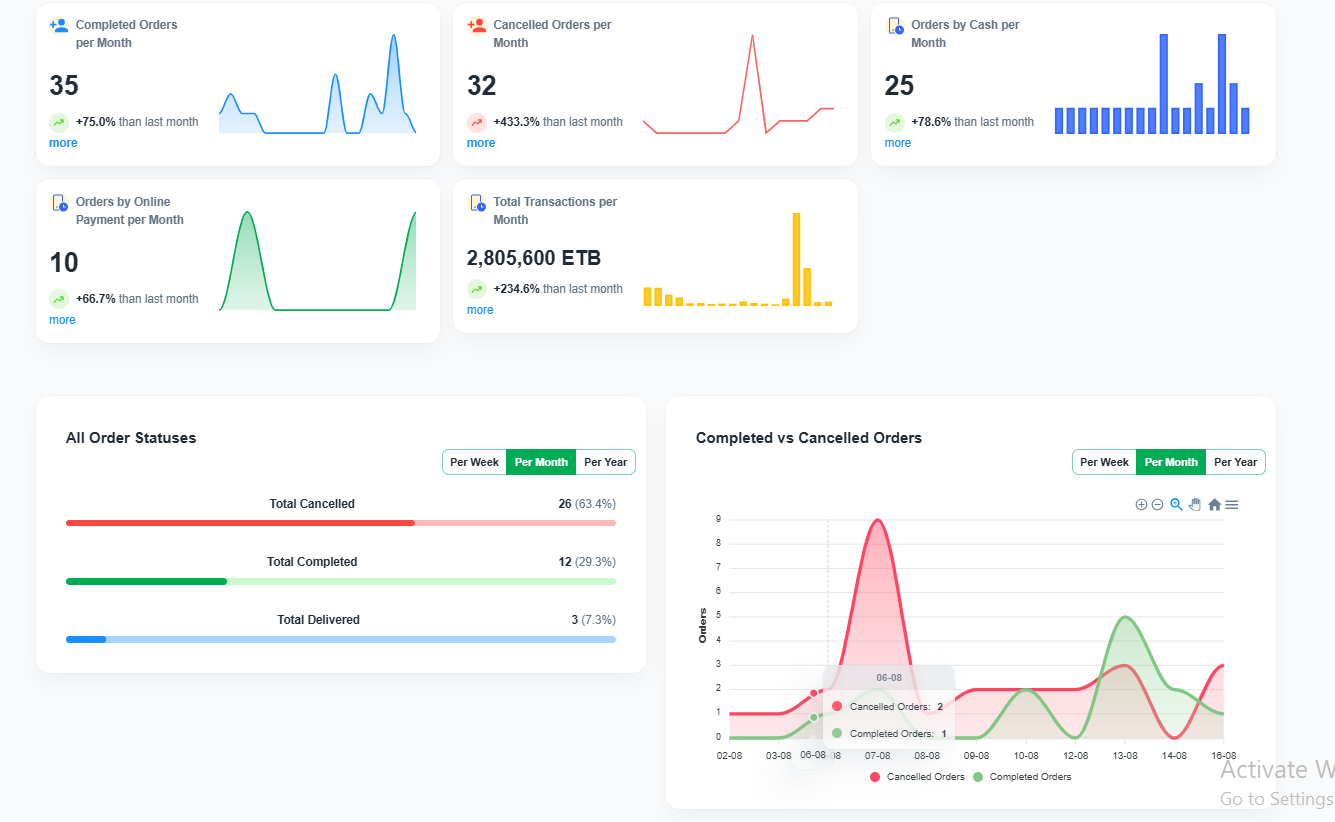 Completed Orders
per Month
35
+75.0% than last month
more
Cancelled Orders per
Month
32
+433.3% than last month
more
Orders by Cash per
Month
25
+78.6% than last month
more
Orders by Online
Payment per Month
10
+66.7% than last month
more
Total Transactions per
Month
2,805,600 ETB
+234.6% than last month
more
All Order Statuses
Per Week Per Month Per Year
Total Cancelled 26 (63.4%)
Total Completed 12 (29.3%)
Total Delivered 3 (7.3%)
Completed vs Cancelled Orders
Per Week Per Month Per Year
Orders
9
8
7
6
5
4
3
2
1
0
06-08
Cancelled Orders: 2
Completed Orders: 1
02-08 03-08 06-08 07-08 08-08 09-08 10-08 12-08 13-08 14-08 16-08
Cancelled Orders Completed Orders
Activate W
Go to Settings